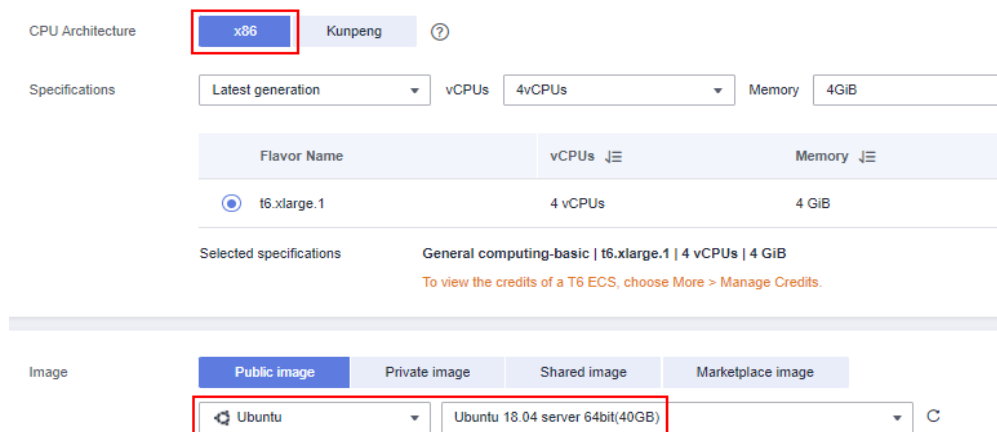 CPU Architecture x86 Kunpeng ?
Specifications Latest generation vCPUs 4vCPUs Memory 4GiB
Flavor Name vCPUs Memory
t6.xlarge.1 4 vCPUs 4 GiB
Selected specifications General computing-basic | t6.xlarge.1 | 4 vCPUs | 4 GiB
To view the credits of a T6 ECS, choose More > Manage Credits.
Image Public image Private image Shared image Marketplace image
Ubuntu Ubuntu 18.04 server 64bit(40GB)